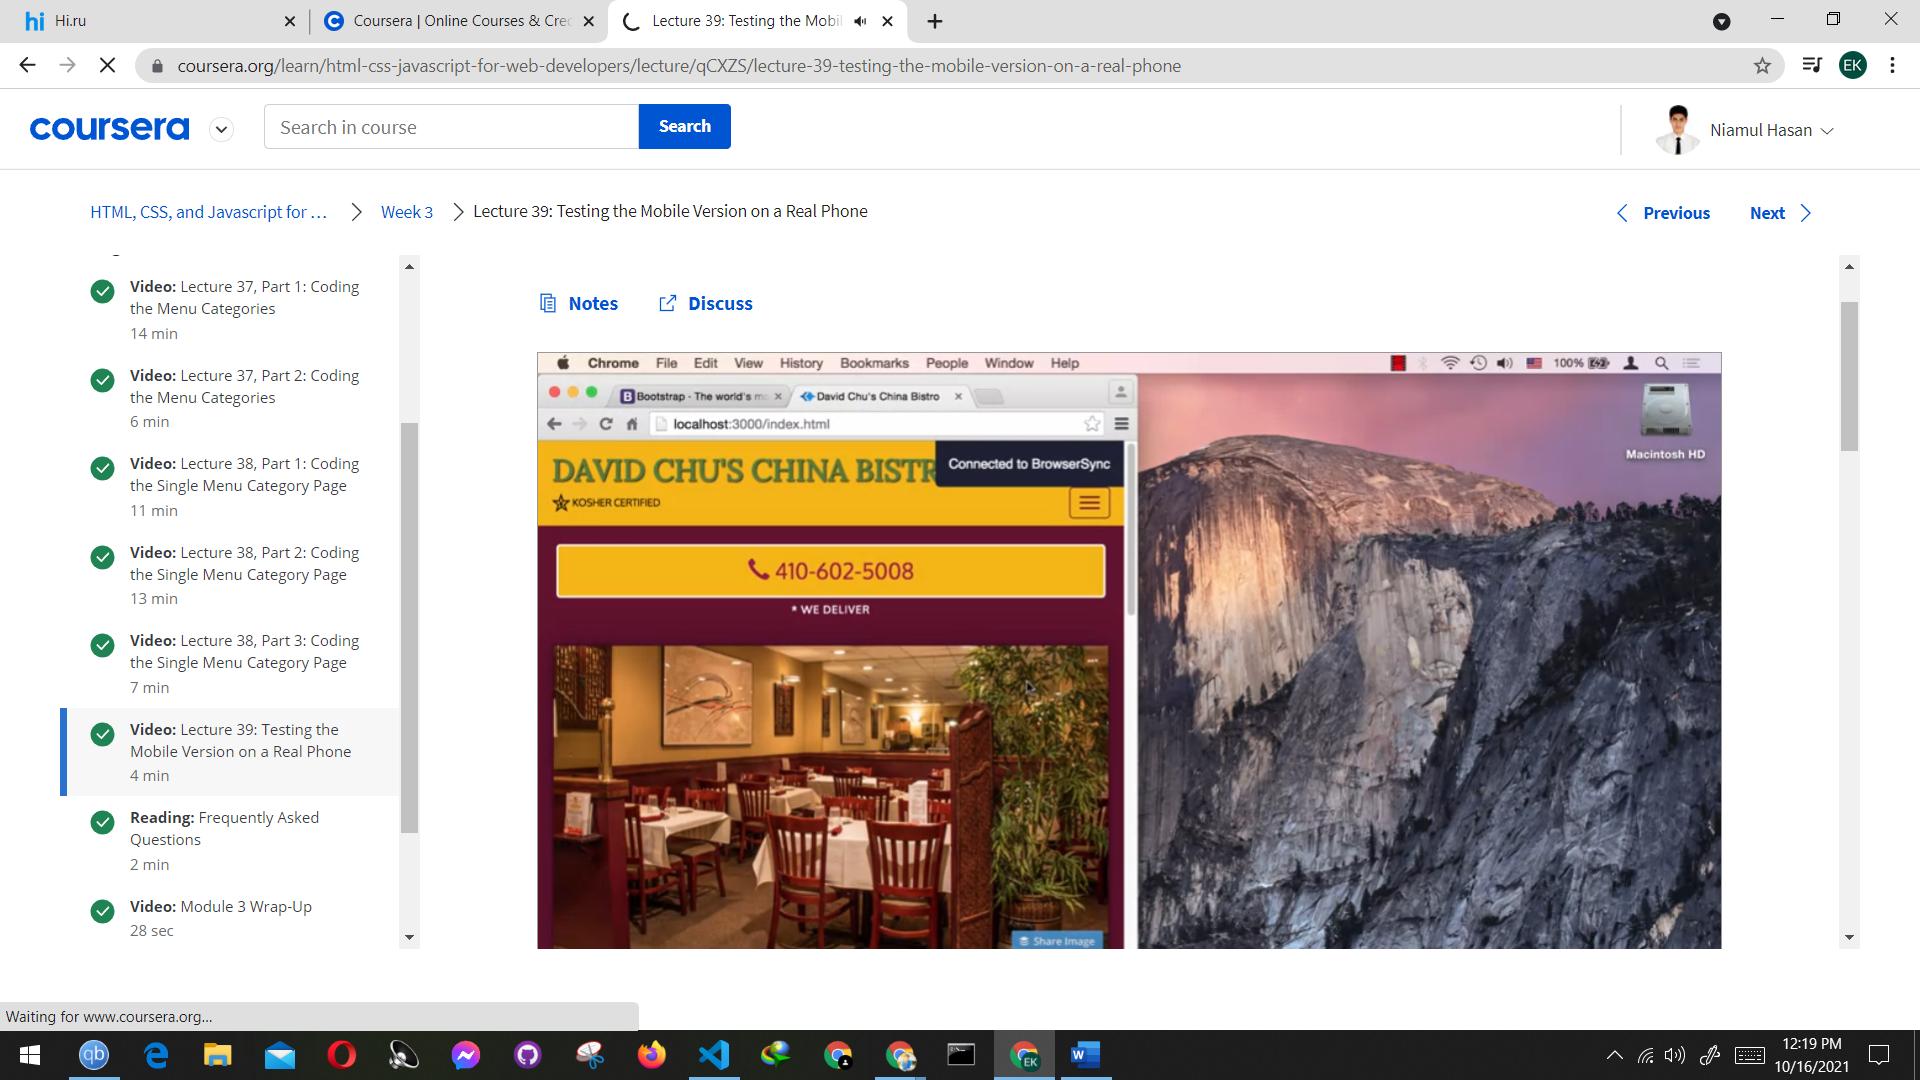 Hi.ru
Coursera | Online Courses & Cre
Lecture 39: Testing the Mobil
coursera.org/learn/html-css-javascript-for-web-developers/lecture/qCXZS/lecture-39-testing-the-mobile-version-on-a-real-phone
EK
coursera
Search in course
Search
Niamul Hasan
HTML, CSS, and Javascript for ...
Week 3
Lecture 39: Testing the Mobile Version on a Real Phone
Previous
Next
Video: Lecture 37, Part 1: Coding
the Menu Categories
14 min
Video: Lecture 37, Part 2: Coding
the Menu Categories
6 min
Video: Lecture 38, Part 1: Coding
the Single Menu Category Page
11 min
Video: Lecture 38, Part 2: Coding
the Single Menu Category Page
13 min
Video: Lecture 38, Part 3: Coding
the Single Menu Category Page
7 min
Video: Lecture 39: Testing the
Mobile Version on a Real Phone
4 min
Reading: Frequently Asked
Questions
2 min
Video: Module 3 Wrap-Up
28 sec
Notes
Discuss
Chrome File Edit View History Bookmarks People Window Help
100%
Bootstrap - The world's m
David Chu's China Bistro
localhost:3000/index.html
Macintosh HD
DAVID CHU'S CHINA BISTR
Connected to BrowserSync
KOSHER CERTIFIED
410-602-5008
* WE DELIVER
Share Image
Waiting for www.coursera.org...
qb
EK
W
12:19 PM
10/16/2021